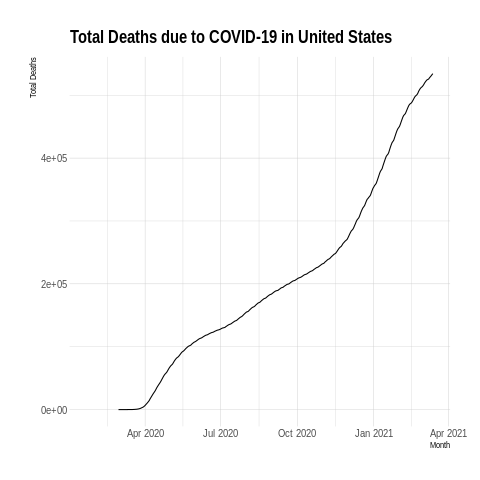 Total Deaths due to COVID-19 in United States
Total Deaths
4e+05
2e+05
0e+00
Apr 2020 Jul 2020 Oct 2020 Jan 2021 Apr 2021
Month